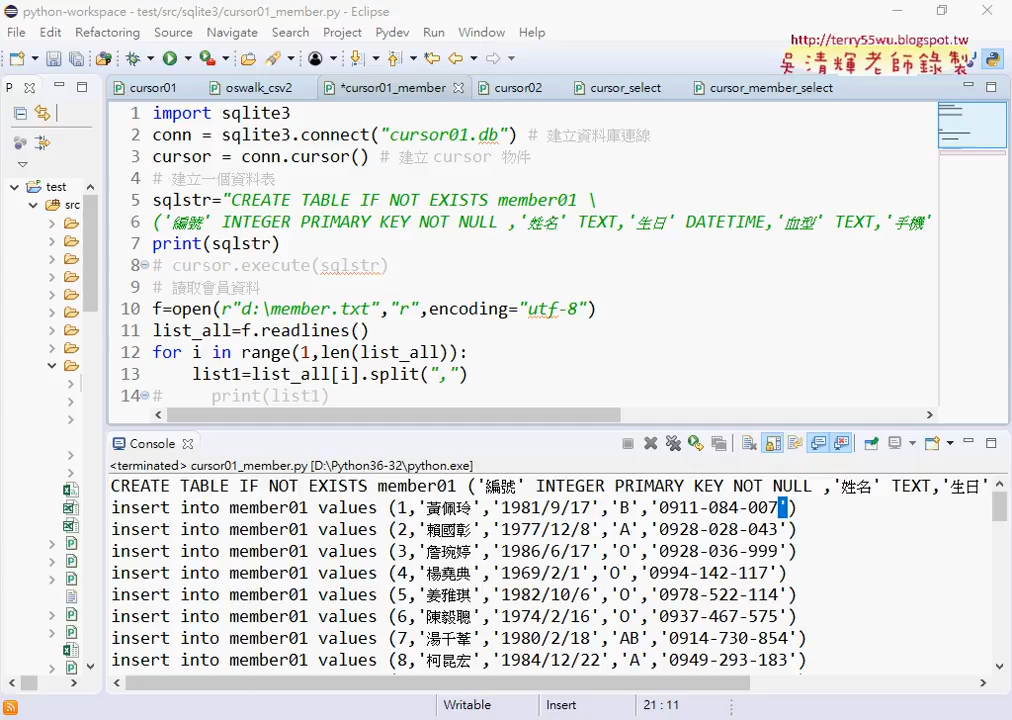 python-workspace - test/src/sqlite3/cursor01_member.py - Eclipse
File Edit Refactoring Source Navigate Search Project Pydev Run Window Help
http://terry55wu.blogspot.tw
吳清輝老師錄製
P cursor01 oswalk_csv2 *cursor01_member cursor02 cursor_select cursor_member_select
test
src
1 import sqlite3
2 conn = sqlite3.connect("cursor01.db") # 建立資料庫連線
3 cursor = conn.cursor() # 建立 cursor 物件
4 # 建立一個資料表
5 sqlstr="CREATE TABLE IF NOT EXISTS member01 \
6 ('編號' INTEGER PRIMARY KEY NOT NULL ,'姓名' TEXT,'生日' DATETIME,'血型' TEXT,'手機'
7 print(sqlstr)
8 # cursor.execute(sqlstr)
9 # 讀取會員資料
10 f=open(r"d:\member.txt","r",encoding="utf-8")
11 list_all=f.readlines()
12 for i in range(1,len(list_all)):
13 list1=list_all[i].split(",")
14 # print(list1)
Console
<terminated> cursor01_member.py [D:\Python36-32\python.exe]
CREATE TABLE IF NOT EXISTS member01 ('編號' INTEGER PRIMARY KEY NOT NULL ,'姓名' TEXT,'生日'
insert into member01 values (1,'黃佩玲','1981/9/17','B','0911-084-007')
insert into member01 values (2,'賴國彰','1977/12/8','A','0928-028-043')
insert into member01 values (3,'詹琬婷','1986/6/17','O','0928-036-999')
insert into member01 values (4,'楊堯典','1969/2/1','O','0994-142-117')
insert into member01 values (5,'姜雅琪','1982/10/6','O','0978-522-114')
insert into member01 values (6,'陳毅聰','1974/2/16','O','0937-467-575')
insert into member01 values (7,'湯千峯','1980/2/18','AB','0914-730-854')
insert into member01 values (8,'柯昆宏','1984/12/22','A','0949-293-183')
Writable Insert 21 : 11